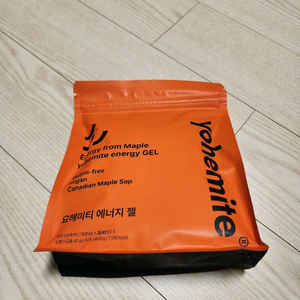 Energy from Maple
Yohemite energy GEL
Gluten-free
Vegan
Canadian Maple Sap
요헤미티 에너지 젤
yohemite
®